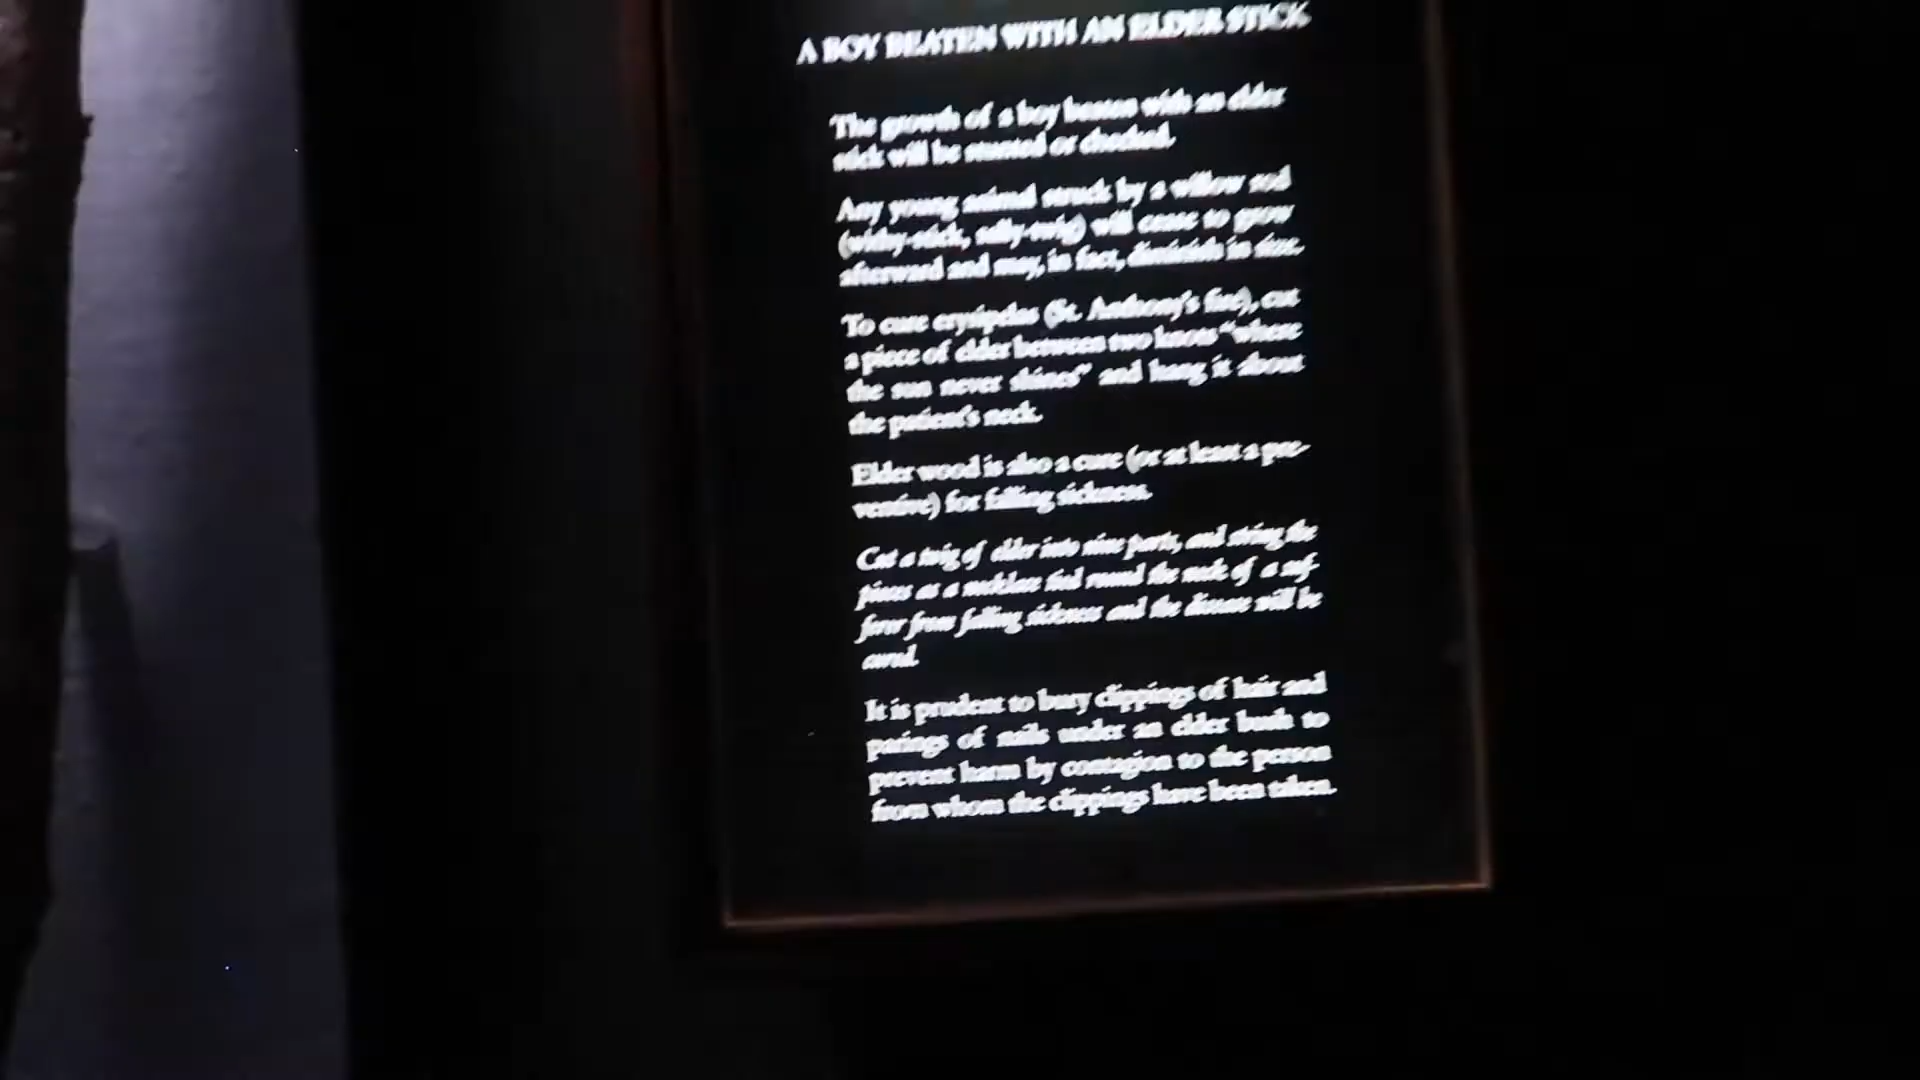 A BOY BEATEN WITH AN ELDER STICK
The growth of a boy beaten with an elder
stick will be stunted or checked.
Any young animal struck by a willow rod
(withy-stick, sally-twig) will cease to grow
afterward and may, in fact, diminish in size.
To cure erysipelas (St. Anthony's fire), cut
a piece of elder between two knots "where
the sun never shines" and hang it about
the patient's neck.
Elder wood is also a cure (or at least a pre-
ventive) for falling sickness.
Cut a twig of elder into nine parts, and string the
pieces as a necklace tied round the neck of a suf-
ferer from falling sickness and the disease will be
cured.
It is prudent to bury clippings of hair and
parings of nails under an elder bush to
prevent harm by contagion to the person
from whom the clippings have been taken.